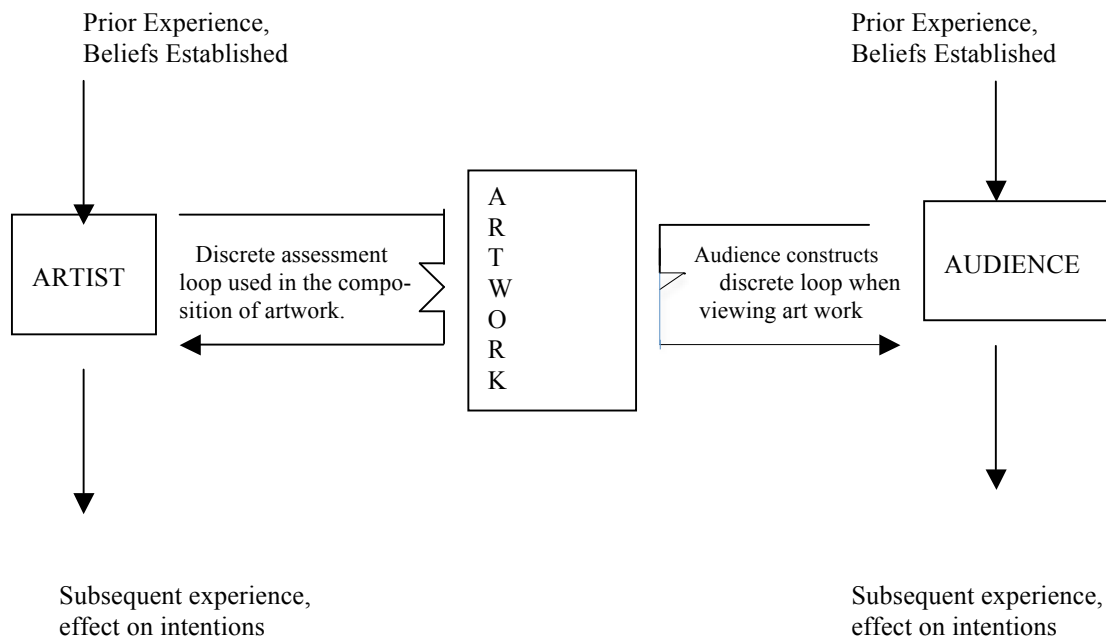 Prior Experience,
Beliefs Established
Prior Experience,
Beliefs Established
ARTIST
Discrete assessment
loop used in the compo-
sition of artwork.
A
R
T
W
O
R
K
Audience constructs
discrete loop when
viewing art work
AUDIENCE
Subsequent experience,
effect on intentions
Subsequent experience,
effect on intentions